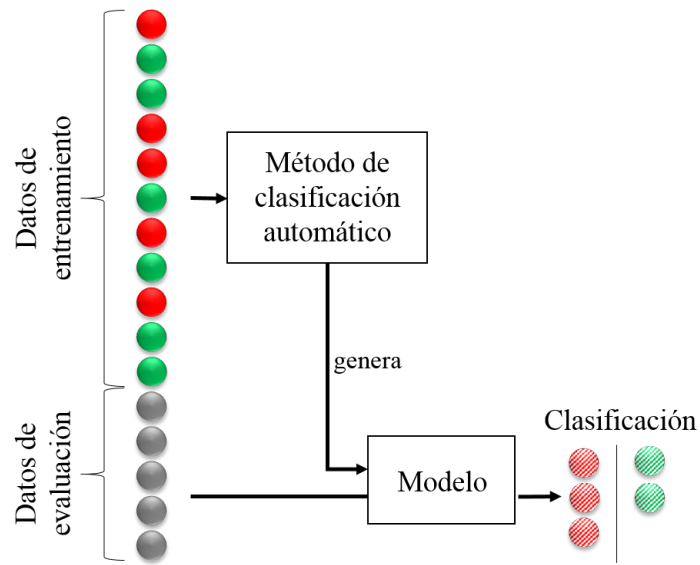 Datos de
entrenamiento
Método de
clasificación
automático
genera
Datos de
evaluación
Modelo
Clasificación